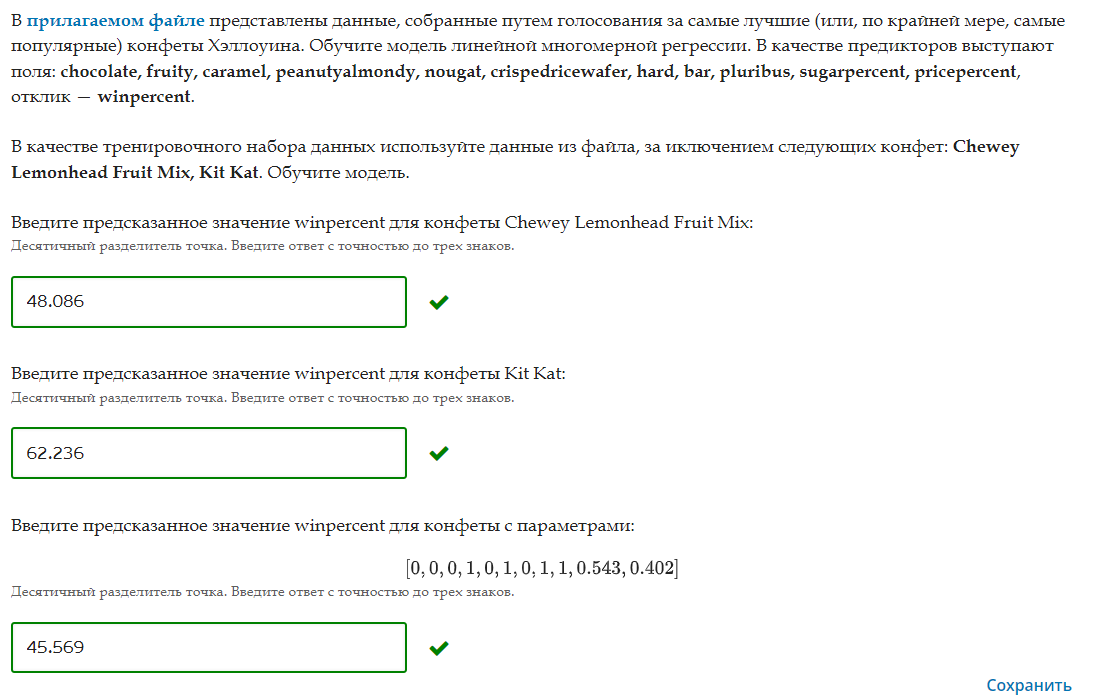 В прилагаемом файле представлены данные, собранные путем голосования за самые лучшие (или, по крайней мере, самые
популярные) конфеты Хэллоуина. Обучите модель линейной многомерной регрессии. В качестве предикторов выступают
поля: chocolate, fruity, caramel, peanutyalmondy, nougat, crispedricewafer, hard, bar, pluribus, sugarpercent, pricepercent,
отклик — winpercent.
В качестве тренировочного набора данных используйте данные из файла, за иключением следующих конфет: Chewey
Lemonhead Fruit Mix, Kit Kat. Обучите модель.
Введите предсказанное значение winpercent для конфеты Chewey Lemonhead Fruit Mix:
Десятичный разделитель точка. Введите ответ с точностью до трех знаков.
48.086
Введите предсказанное значение winpercent для конфеты Kit Kat:
Десятичный разделитель точка. Введите ответ с точностью до трех знаков.
62.236
Введите предсказанное значение winpercent для конфеты с параметрами:
[0, 0, 0, 1, 0, 1, 0, 1, 1, 0.543, 0.402]
Десятичный разделитель точка. Введите ответ с точностью до трех знаков.
45.569
Сохранить